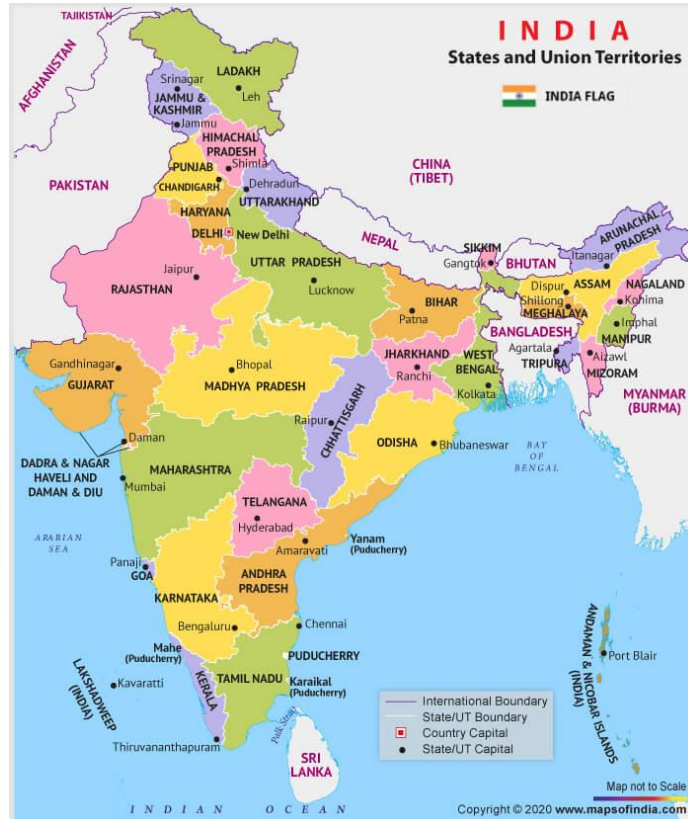 INDIA
States and Union Territories
INDIA FLAG
TAJIKISTAN
AFGHANISTAN
PAKISTAN
CHINA
(TIBET)
NEPAL
BHUTAN
BANGLADESH
MYANMAR
(BURMA)
SRI
LANKA
LADAKH
Leh
Srinagar
JAMMU &
KASHMIR
Jammu
HIMACHAL
PRADESH
Shimla
PUNJAB
CHANDIGARH
Dehradun
UTTARAKHAND
HARYANA
DELHI
New Delhi
RAJASTHAN
Jaipur
UTTAR PRADESH
Lucknow
BIHAR
Patna
SIKKIM
Gangtok
ARUNACHAL
PRADESH
Itanagar
ASSAM
Dispur
NAGALAND
Kohima
Shillong
MEGHALAYA
Imphal
MANIPUR
Agartala
TRIPURA
Aizawl
MIZORAM
Gandhinagar
GUJARAT
Bhopal
MADHYA PRADESH
JHARKHAND
Ranchi
WEST
BENGAL
Kolkata
Raipur
CHHATTISGARH
ODISHA
Bhubaneswar
BAY
OF
BENGAL
Daman
DADRA & NAGAR
HAVELI AND
DAMAN & DIU
MAHARASHTRA
Mumbai
TELANGANA
Hyderabad
ARABIAN
SEA
Panaji
GOA
Amaravati
Yanam
(Puducherry)
ANDHRA
PRADESH
KARNATAKA
Bengaluru
Chennai
Mahe
(Puducherry)
PUDUCHERRY
TAMIL NADU
Karaikal
(Puducherry)
KERALA
LAKSHADWEEP
(INDIA)
Kavaratti
Thiruvananthapuram
Palk Strait
ANDAMAN & NICOBAR ISLANDS
(INDIA)
Port Blair
International Boundary
State/UT Boundary
Country Capital
State/UT Capital
Map not to Scale
INDIAN OCEAN
Copyright © 2020 www.mapsofindia.com